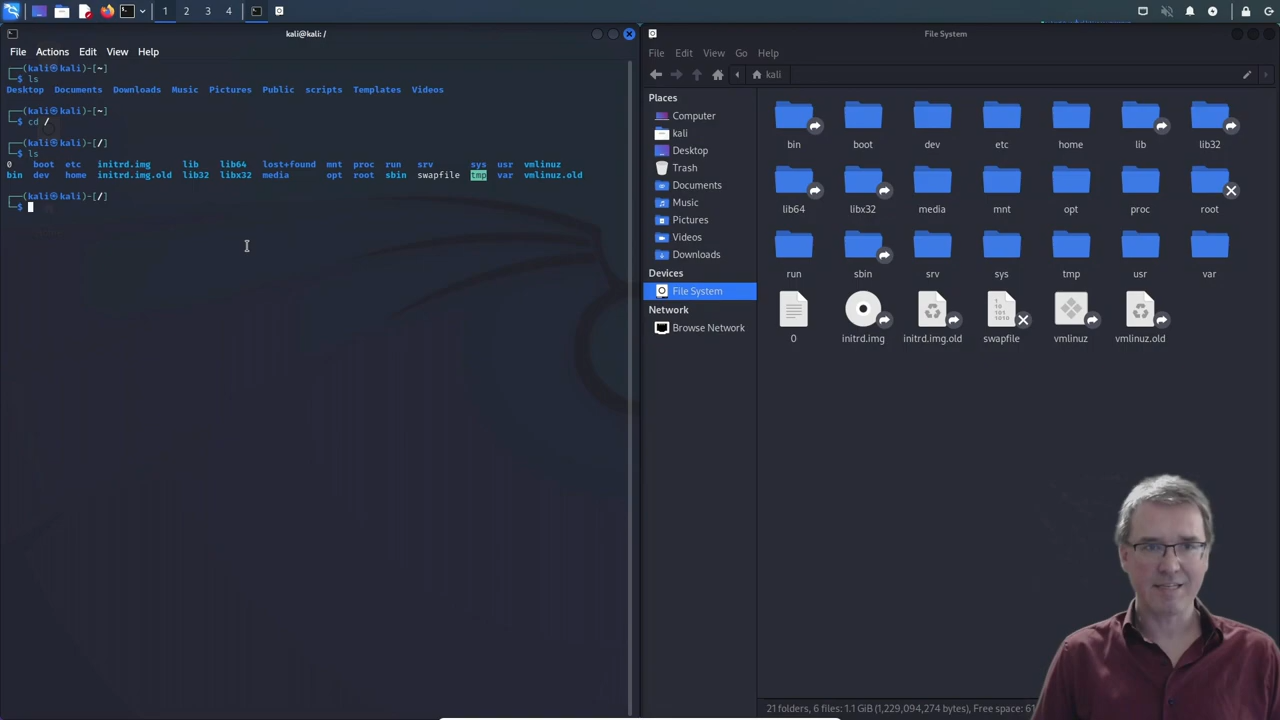 1 2 3 4
kali@kali: /
File Actions Edit View Help
┌──(kali㉿kali)-[~]
└─$ ls
Desktop Documents Downloads Music Pictures Public scripts Templates Videos
┌──(kali㉿kali)-[~]
└─$ cd /
┌──(kali㉿kali)-[/]
└─$ ls
0 boot etc initrd.img lib lib64 lost+found mnt proc run srv sys usr vmlinuz
bin dev home initrd.img.old lib32 libx32 media opt root sbin swapfile tmp var vmlinuz.old
┌──(kali㉿kali)-[/]
└─$
File System
File Edit View Go Help
kali
Places
Computer
kali
Desktop
Trash
Documents
Music
Pictures
Videos
Downloads
Devices
File System
Network
Browse Network
bin boot dev etc home lib lib32
lib64 libx32 media mnt opt proc root
run sbin srv sys tmp usr var
0 initrd.img initrd.img.old swapfile vmlinuz vmlinuz.old
21 folders, 6 files: 1.1 GiB (1,229,094,274 bytes), Free space: